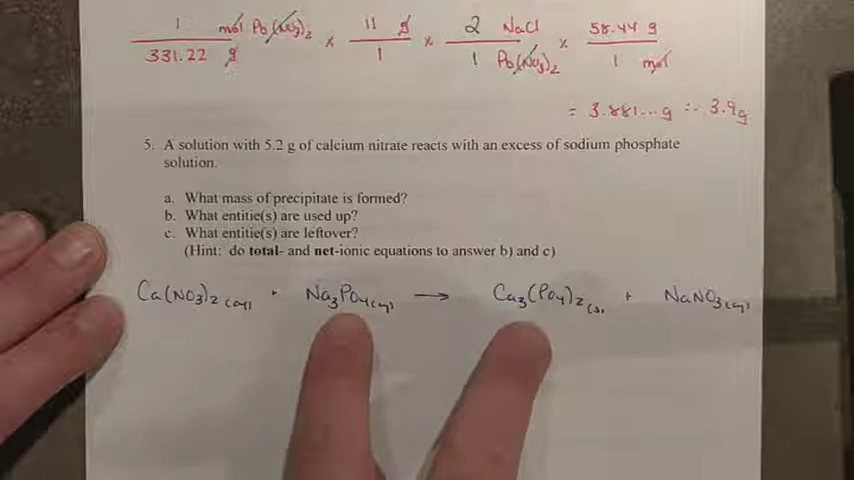 1 mol Pb(NO3)2 × 11 g × 2 NaCl × 58.44 g
331.22 g 1 1 Pb(NO3)2 1 mol
= 3.881... g ∴ 3.9g
5. A solution with 5.2 g of calcium nitrate reacts with an excess of sodium phosphate
solution.
a. What mass of precipitate is formed?
b. What entitie(s) are used up?
c. What entitie(s) are leftover?
(Hint: do total- and net-ionic equations to answer b) and c)
Ca(NO3)2 (aq) + Na3PO4(aq) → Ca3(PO4)2(s) + NaNO3(aq)